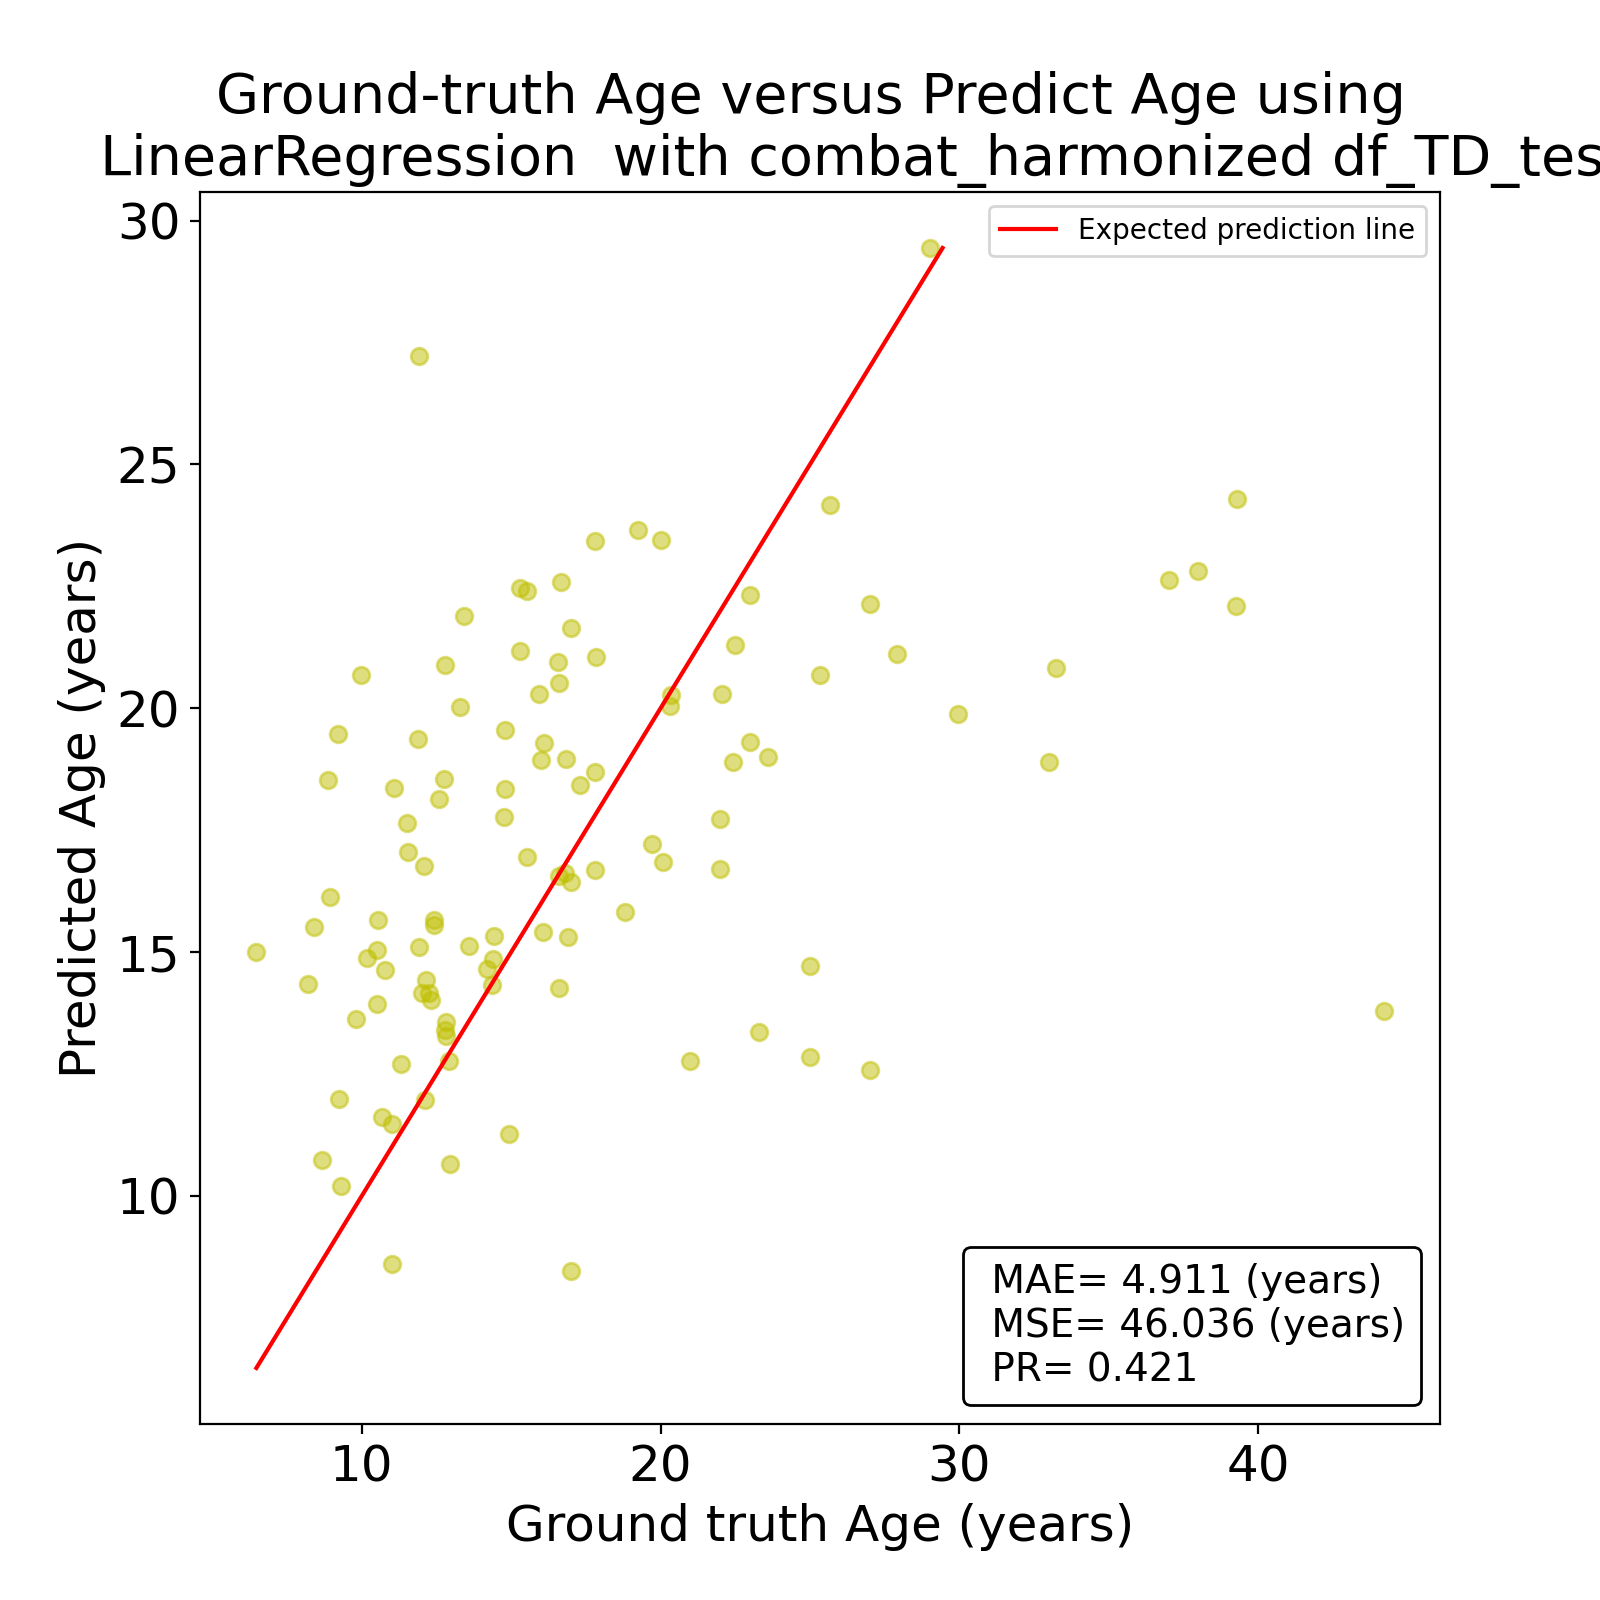 Ground-truth Age versus Predict Age using
LinearRegression  with combat_harmonized df_TD_tes
30
Expected prediction line
25
20
15
10
Predicted Age (years)
MAE= 4.911 (years)
MSE= 46.036 (years)
PR= 0.421
10 20 30 40
Ground truth Age (years)